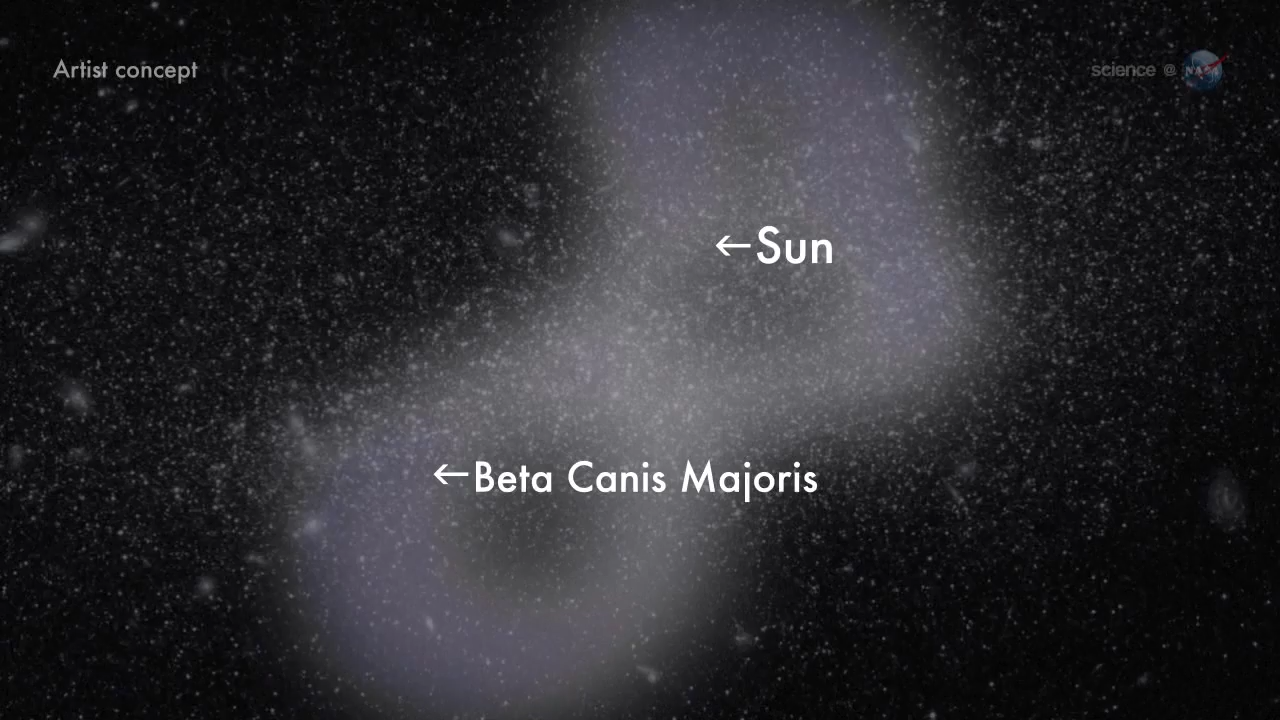 Artist concept
science @ NASA
←Sun
←Beta Canis Majoris